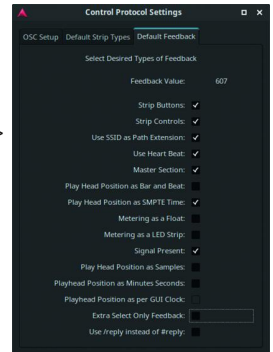 Control Protocol Settings
OSC Setup Default Strip Types Default Feedback
Select Desired Types of Feedback
Feedback Value: 607
Strip Buttons:
Strip Controls:
Use SSID as Path Extension:
Use Heart Beat:
Master Section:
Play Head Position as Bar and Beat:
Play Head Position as SMPTE Time:
Metering as a Float:
Metering as a LED Strip:
Signal Present:
Play Head Position as Samples:
Playhead Position as Minutes Seconds:
Playhead Position as per GUI Clock:
Extra Select Only Feedback:
Use /reply instead of #reply: